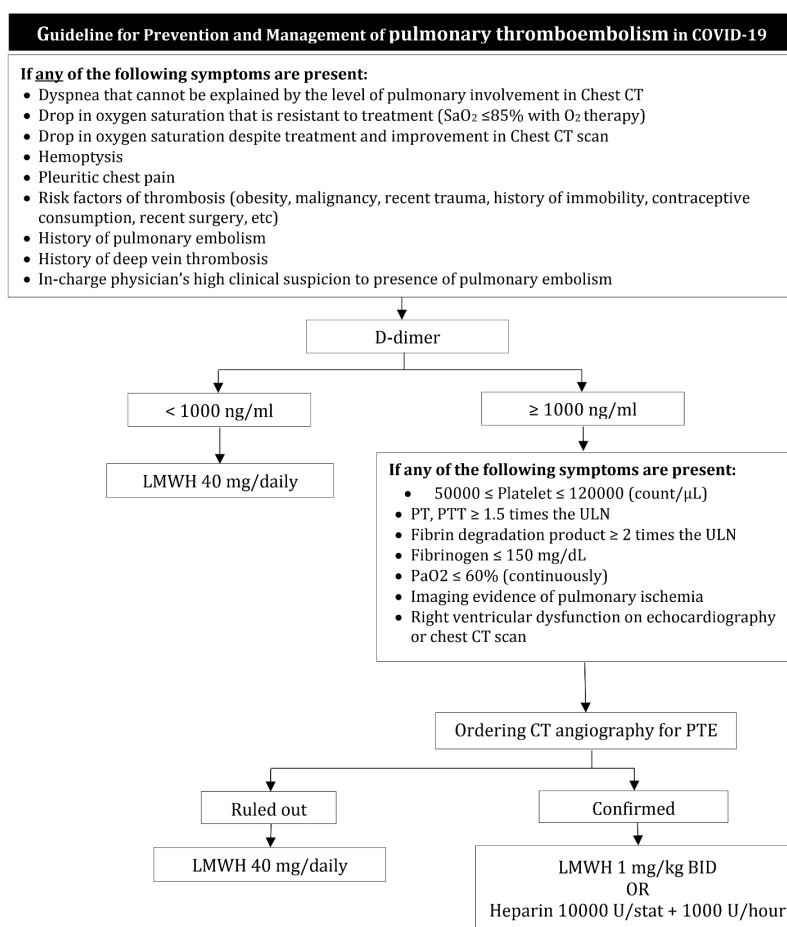 Guideline for Prevention and Management of pulmonary thromboembolism in COVID-19
If any of the following symptoms are present:
• Dyspnea that cannot be explained by the level of pulmonary involvement in Chest CT
• Drop in oxygen saturation that is resistant to treatment (SaO₂ ≤85% with O₂ therapy)
• Drop in oxygen saturation despite treatment and improvement in Chest CT scan
• Hemoptysis
• Pleuritic chest pain
• Risk factors of thrombosis (obesity, malignancy, recent trauma, history of immobility, contraceptive
consumption, recent surgery, etc)
• History of pulmonary embolism
• History of deep vein thrombosis
• In-charge physician’s high clinical suspicion to presence of pulmonary embolism
D-dimer
< 1000 ng/ml
≥ 1000 ng/ml
LMWH 40 mg/daily
If any of the following symptoms are present:
• 50000 ≤ Platelet ≤ 120000 (count/μL)
• PT, PTT ≥ 1.5 times the ULN
• Fibrin degradation product ≥ 2 times the ULN
• Fibrinogen ≤ 150 mg/dL
• PaO2 ≤ 60% (continuously)
• Imaging evidence of pulmonary ischemia
• Right ventricular dysfunction on echocardiography
or chest CT scan
Ordering CT angiography for PTE
Ruled out
Confirmed
LMWH 40 mg/daily
LMWH 1 mg/kg BID
OR
Heparin 10000 U/stat + 1000 U/hour